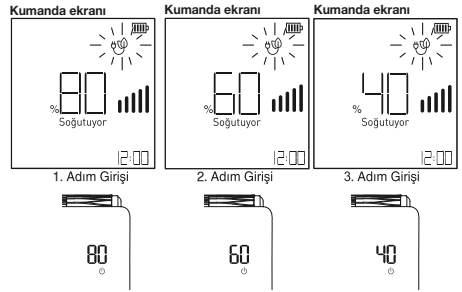 Kumanda ekranı Kumanda ekranı Kumanda ekranı
80 60 40
% % %
Soğutuyor Soğutuyor Soğutuyor
12:00 12:00 12:00
1. Adım Girişi 2. Adım Girişi 3. Adım Girişi
80 60 40